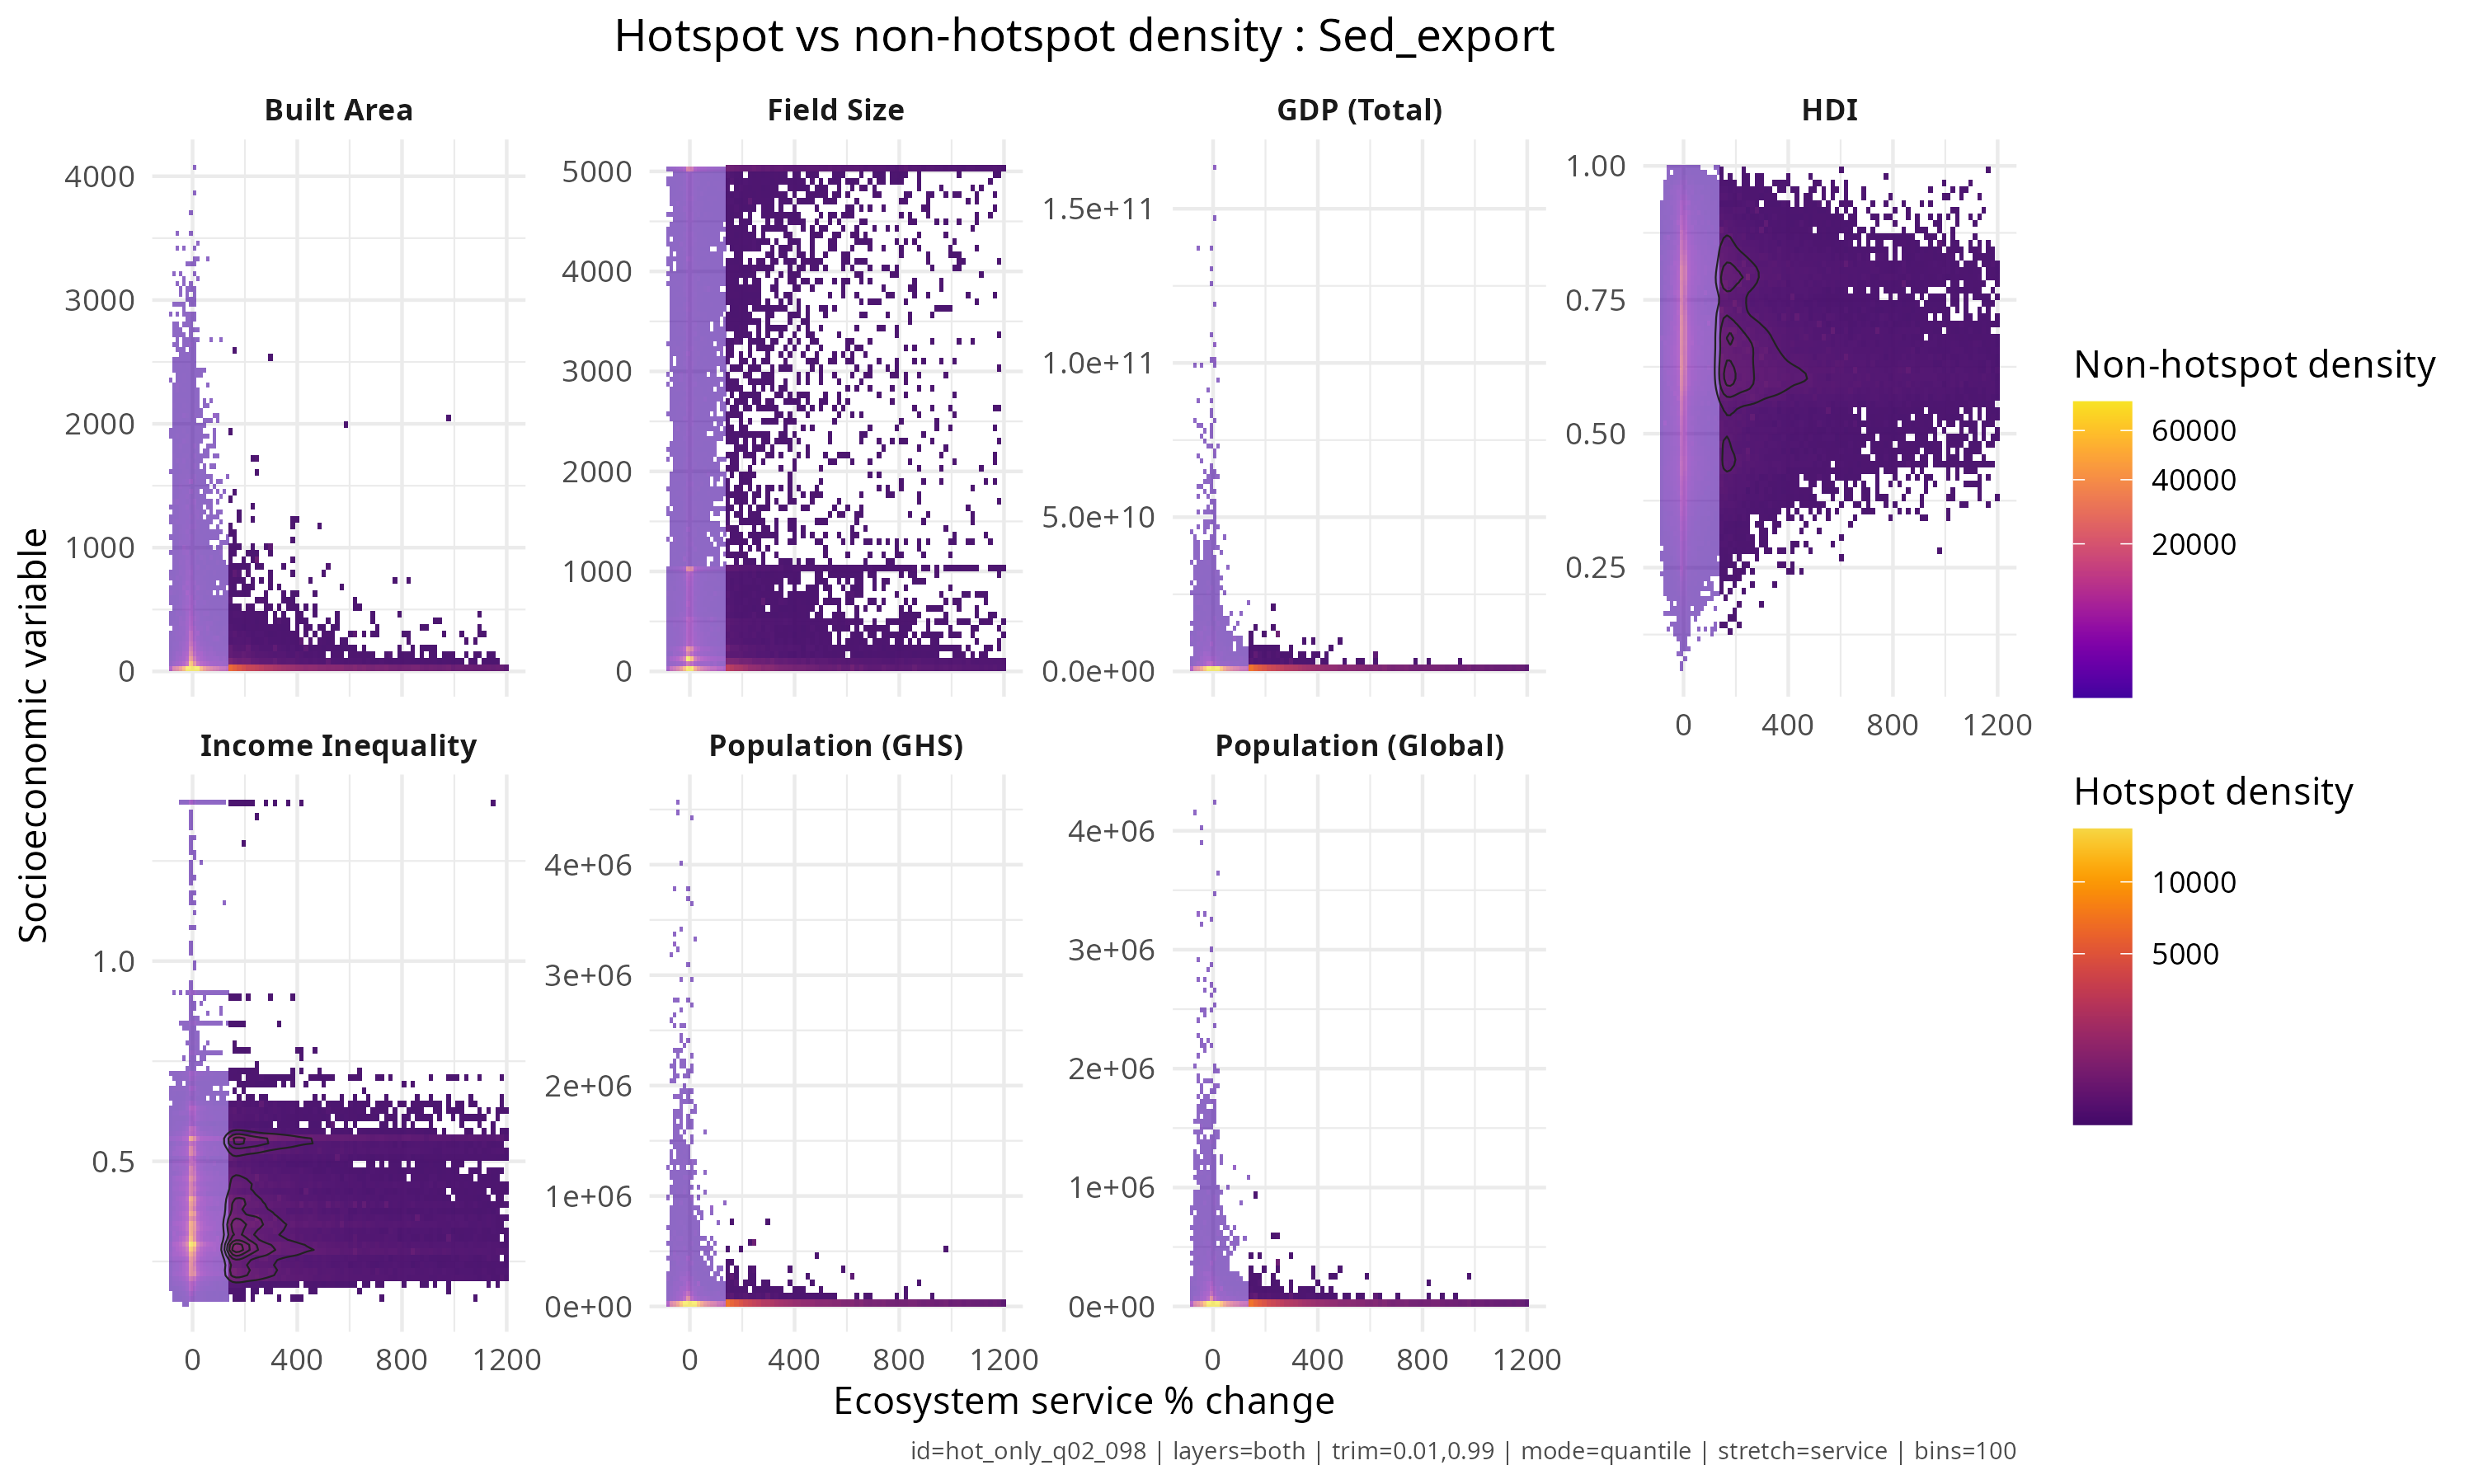 Hotspot vs non-hotspot density : Sed_export
Built Area
Field Size
GDP (Total)
HDI
4000
3000
2000
1000
0
5000
4000
3000
2000
1000
0
1.5e+11
1.0e+11
5.0e+10
0.0e+00
1.00
0.75
0.50
0.25
0 400 800 1200
Socioeconomic variable
Income Inequality
Population (GHS)
Population (Global)
1.0
0.5
4e+06
3e+06
2e+06
1e+06
0e+00
4e+06
3e+06
2e+06
1e+06
0e+00
0 400 800 1200
0 400 800 1200
0 400 800 1200
Ecosystem service % change
Non-hotspot density
60000
40000
20000
Hotspot density
10000
5000
id=hot_only_q02_098 | layers=both | trim=0.01,0.99 | mode=quantile | stretch=service | bins=100